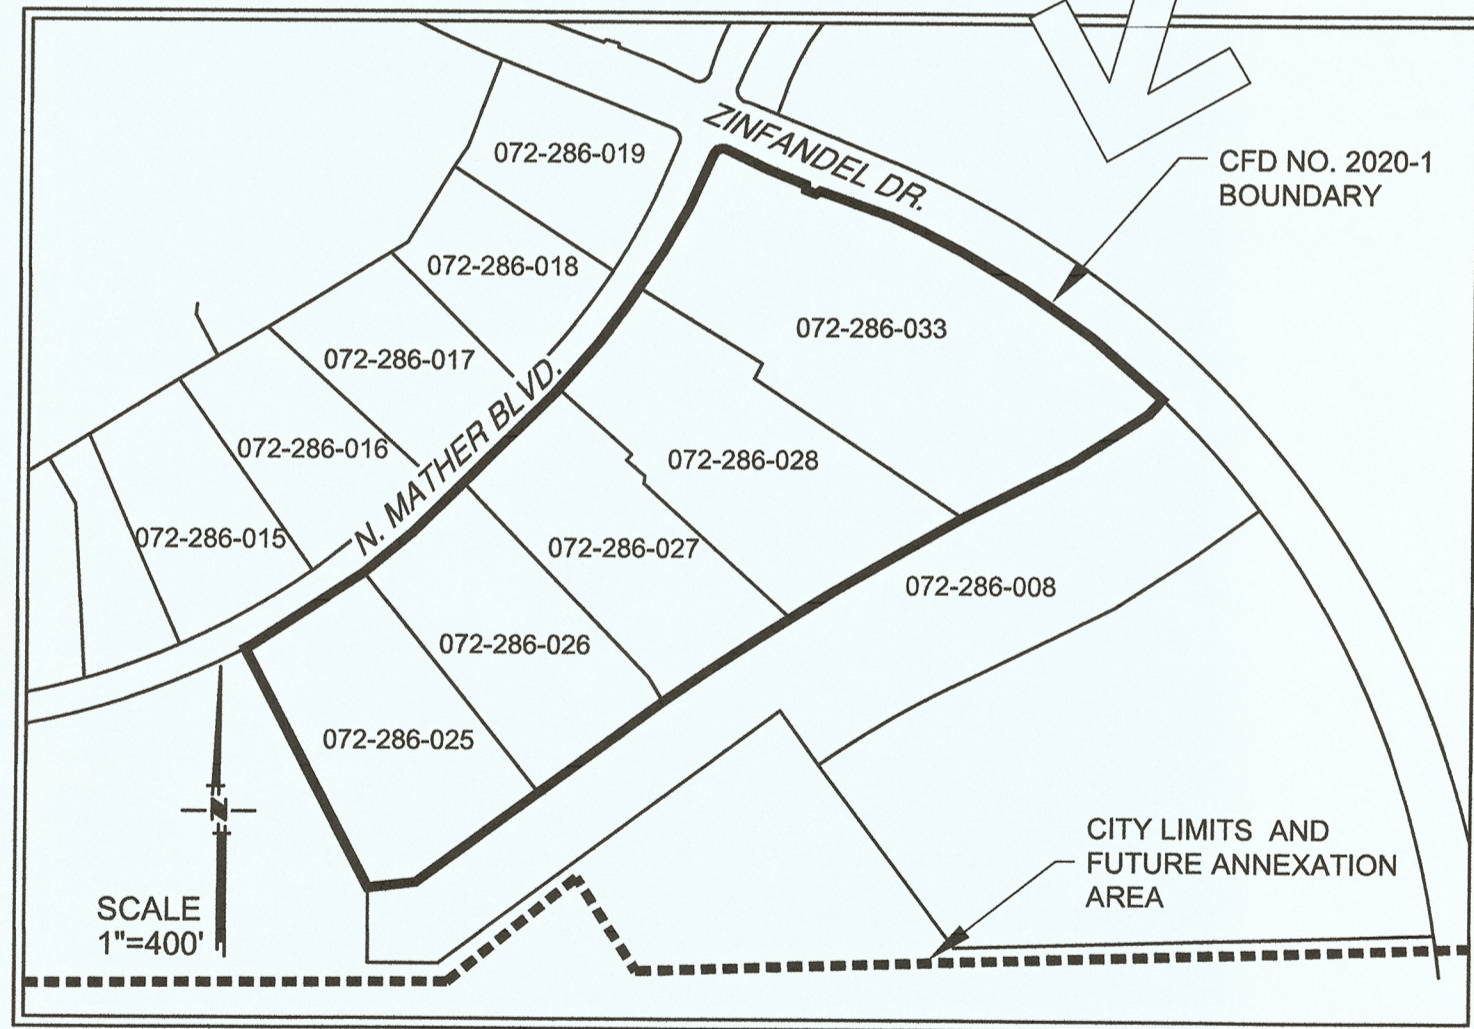 ZINFANDEL DR.
072-286-019
CFD NO. 2020-1
BOUNDARY
072-286-018
072-286-033
072-286-017
N. MATHER BLVD.
072-286-016
072-286-028
072-286-015
072-286-027
072-286-008
072-286-026
072-286-025
N
CITY LIMITS AND
FUTURE ANNEXATION
AREA
SCALE
1"=400'